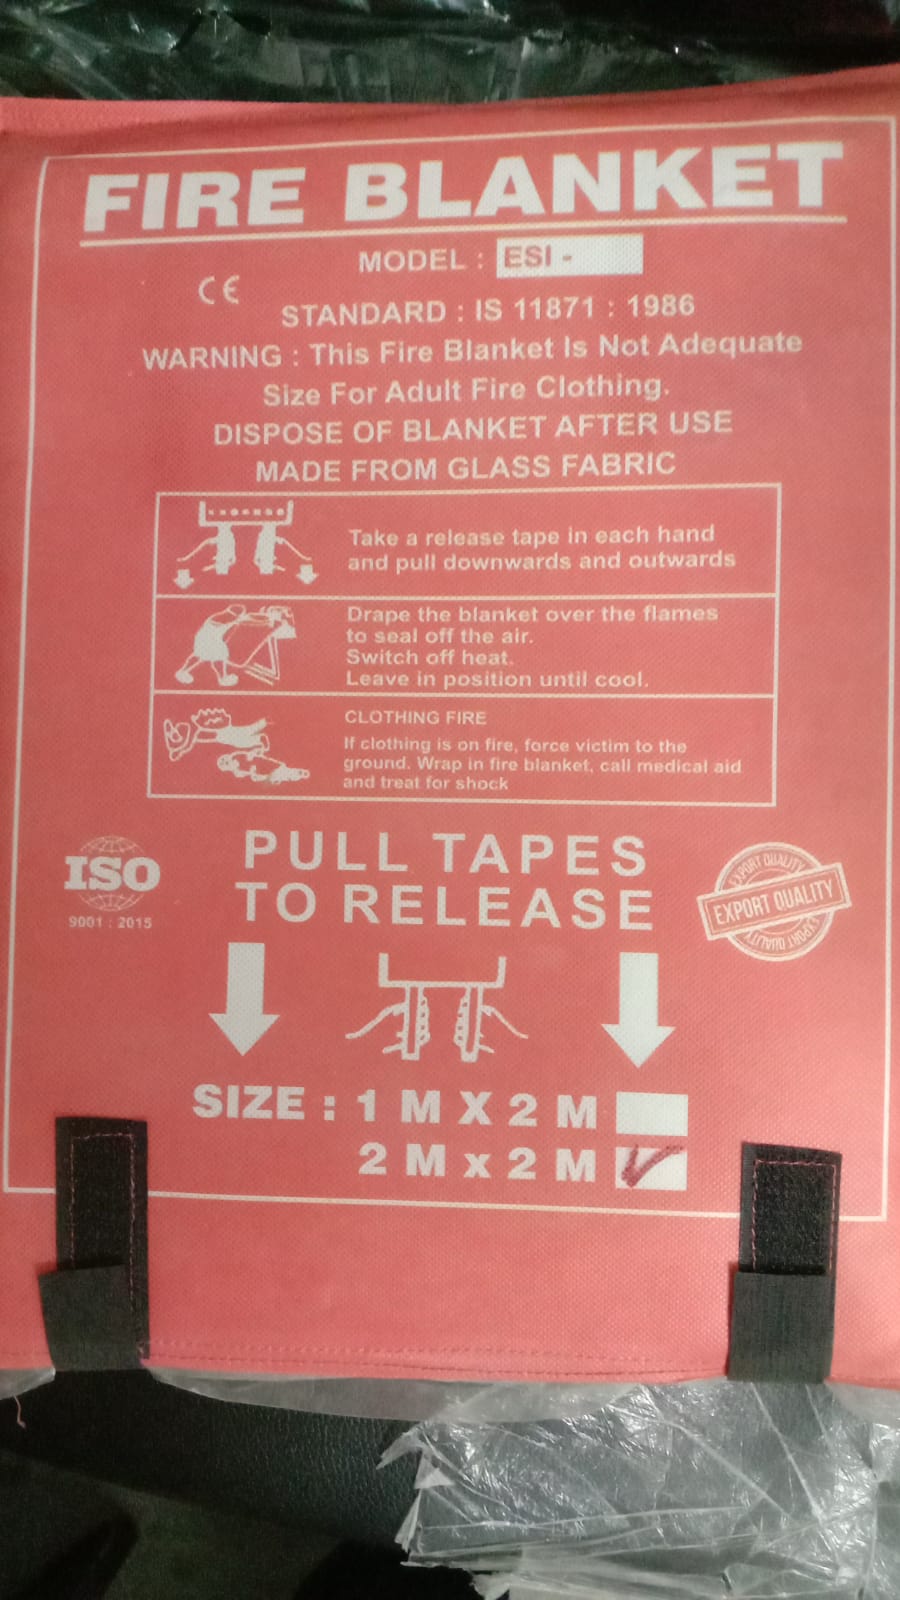 FIRE BLANKET
MODEL : ESI -
CE
STANDARD : IS 11871 : 1986
WARNING : This Fire Blanket Is Not Adequate
Size For Adult Fire Clothing.
DISPOSE OF BLANKET AFTER USE
MADE FROM GLASS FABRIC
Take a release tape in each hand
and pull downwards and outwards
Drape the blanket over the flames
to seal off the air.
Switch off heat.
Leave in position until cool.
CLOTHING FIRE
If clothing is on fire, force victim to the
ground. Wrap in fire blanket, call medical aid
and treat for shock
PULL TAPES
TO RELEASE
ISO
9001 : 2015
EXPORT QUALITY
EXPORT QUALITY
EXPORT QUALITY
SIZE : 1 M X 2 M
2 M x 2 M